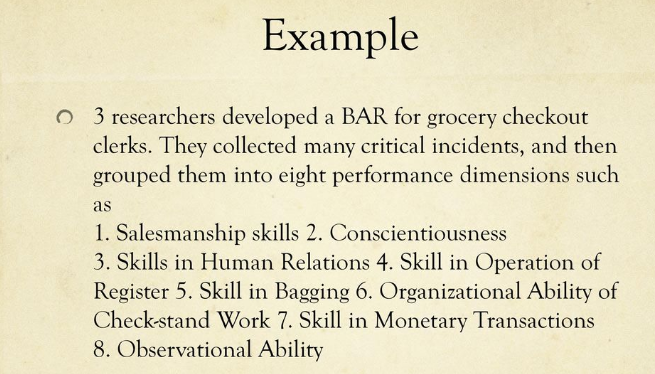 Example
3 researchers developed a BAR for grocery checkout
clerks. They collected many critical incidents, and then
grouped them into eight performance dimensions such
as
1. Salesmanship skills 2. Conscientiousness
3. Skills in Human Relations 4. Skill in Operation of
Register 5. Skill in Bagging 6. Organizational Ability of
Check-stand Work 7. Skill in Monetary Transactions
8. Observational Ability